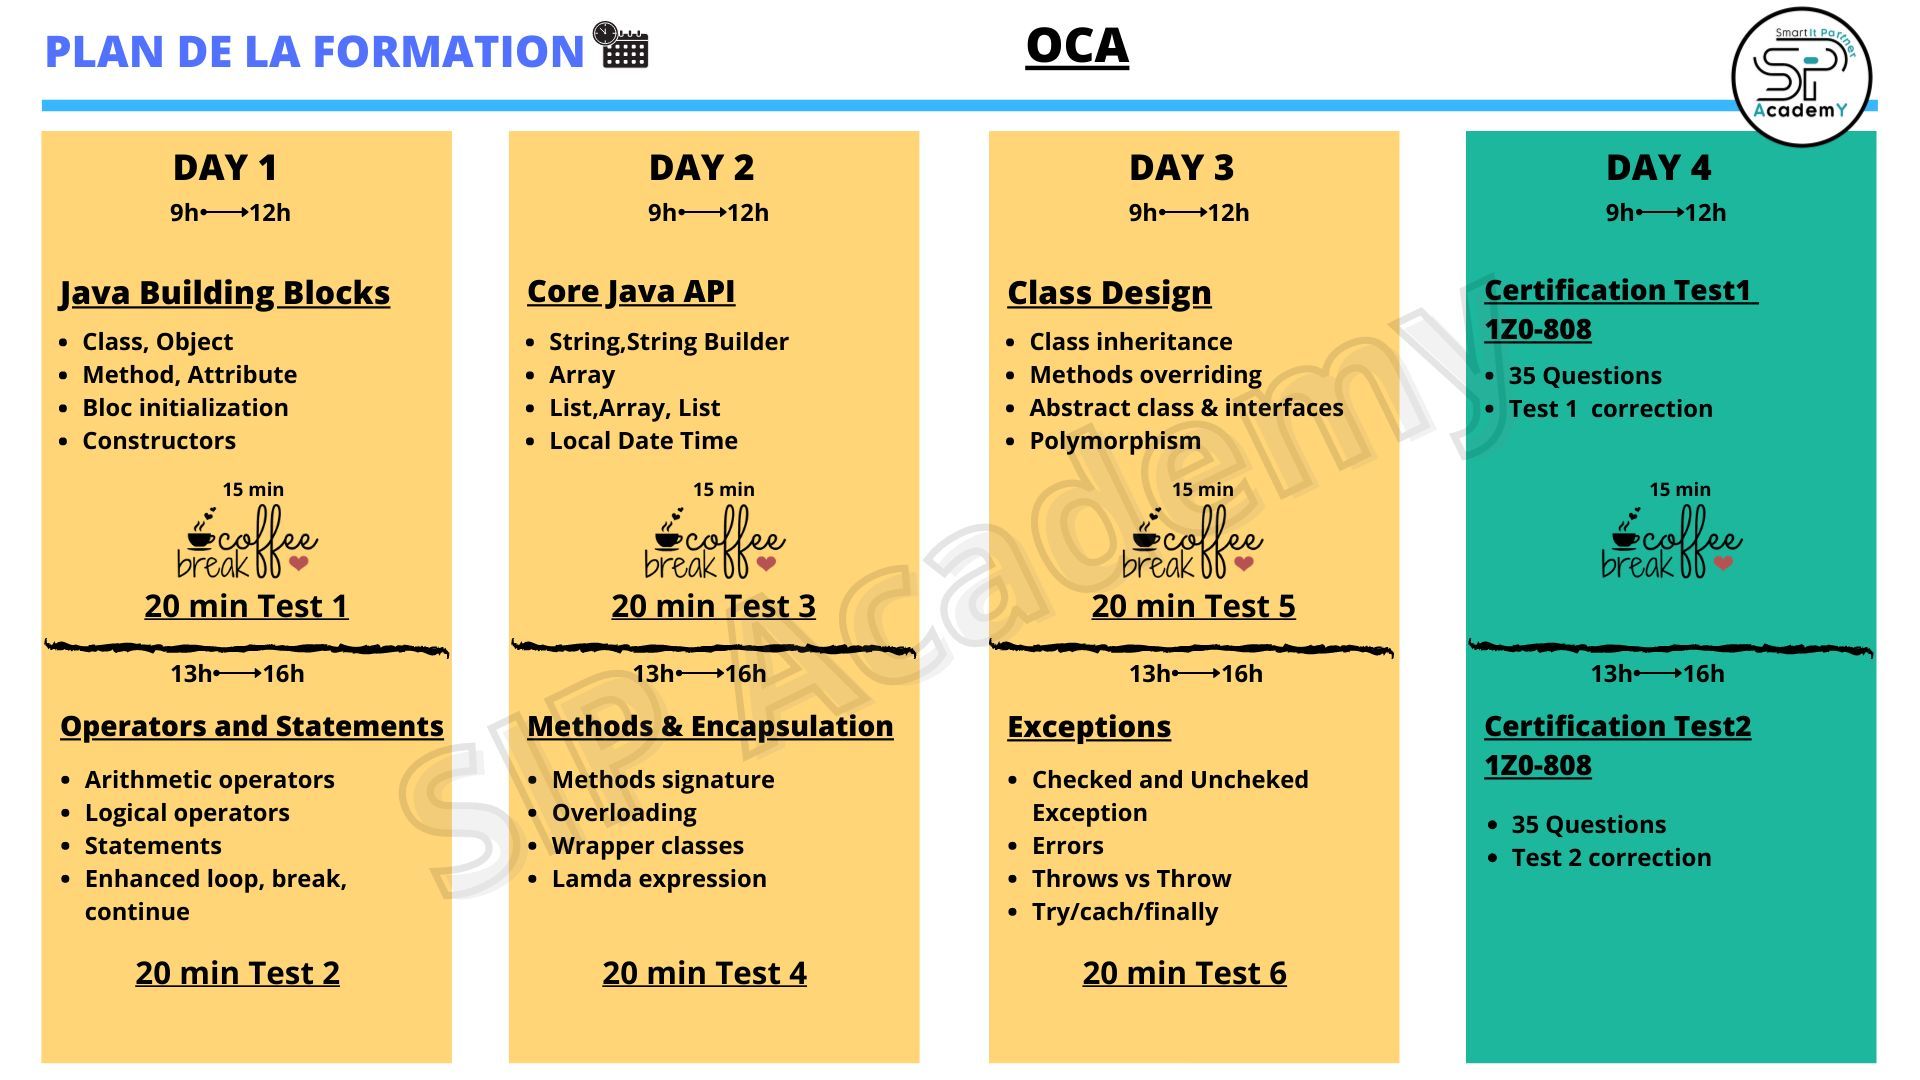 PLAN DE LA FORMATION
OCA
SmartIt Partner
SP
AcademY
DAY 1
9h 12h
Java Building Blocks
Class, Object
Method, Attribute
Bloc initialization
Constructors
15 min
coffee
break
20 min Test 1
13h 16h
Operators and Statements
Arithmetic operators
Logical operators
Statements
Enhanced loop, break,
continue
20 min Test 2
DAY 2
9h 12h
Core Java API
String,String Builder
Array
List,Array, List
Local Date Time
15 min
coffee
break
20 min Test 3
13h 16h
Methods & Encapsulation
Methods signature
Overloading
Wrapper classes
Lamda expression
20 min Test 4
DAY 3
9h 12h
Class Design
Class inheritance
Methods overriding
Abstract class & interfaces
Polymorphism
15 min
coffee
break
20 min Test 5
13h 16h
Exceptions
Checked and Uncheked
Exception
Errors
Throws vs Throw
Try/cach/finally
20 min Test 6
DAY 4
9h 12h
Certification Test1
1Z0-808
35 Questions
Test 1 correction
15 min
coffee
break
13h 16h
Certification Test2
1Z0-808
35 Questions
Test 2 correction
SIP Academy